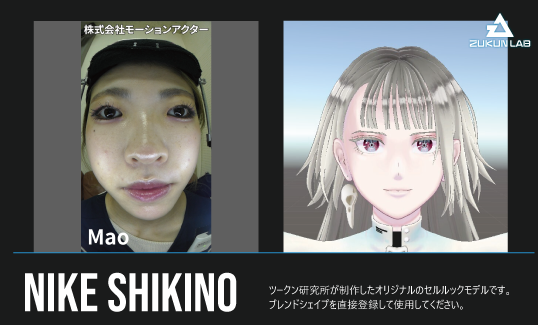 株式会社モーションアクター
ZUKUN LAB
Mao
NIKE SHIKINO
ツークン研究所が制作したオリジナルのセルルックモデルです。
ブレンドシェイプを直接登録して使用してください。